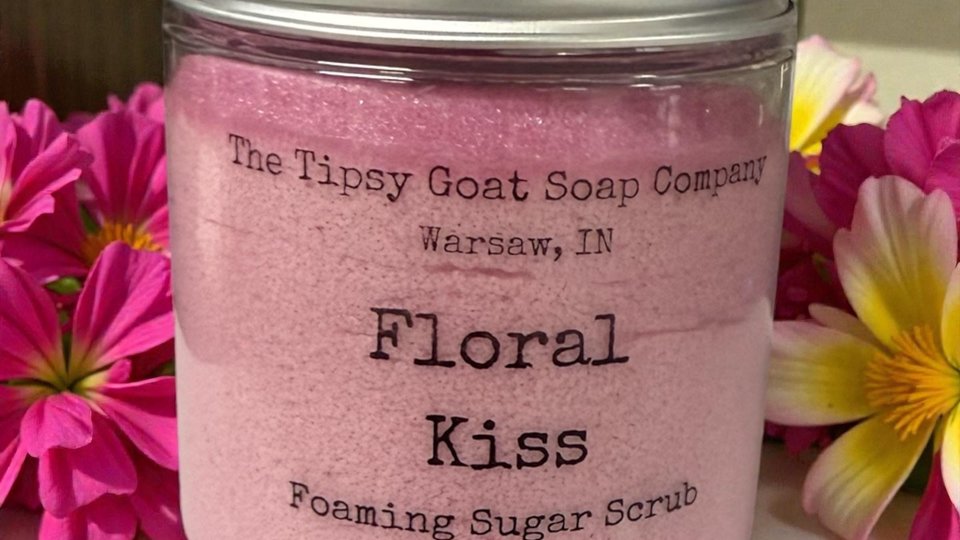 The Tipsy Goat Soap Company
Warsaw, IN
Floral
Kiss
Foaming Sugar Scrub